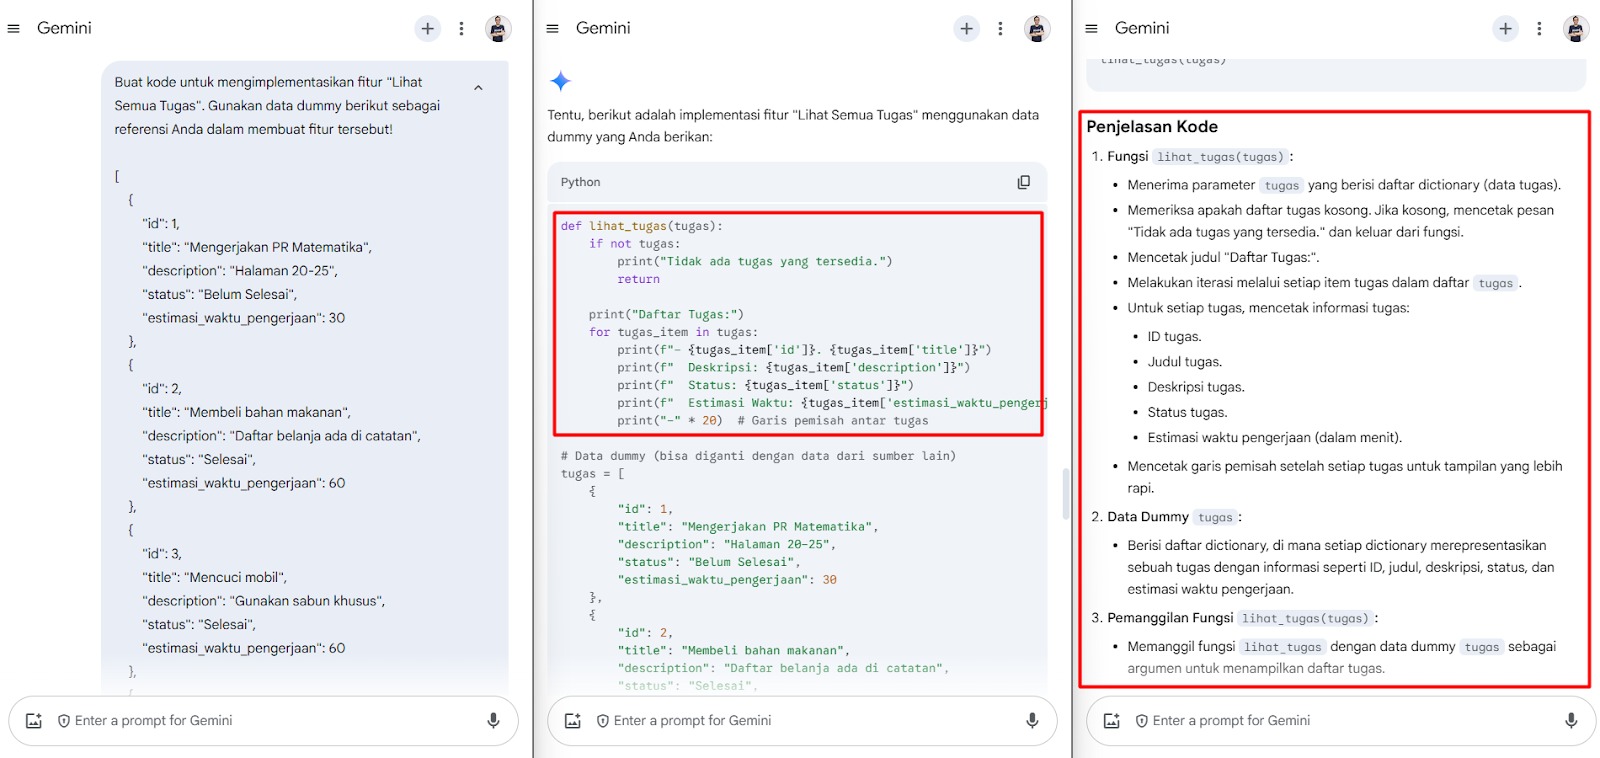 Gemini
Buat kode untuk mengimplementasikan fitur "Lihat
Semua Tugas". Gunakan data dummy berikut sebagai
referensi Anda dalam membuat fitur tersebut!
[
{
"id": 1,
"title": "Mengerjakan PR Matematika",
"description": "Halaman 20-25",
"status": "Belum Selesai",
"estimasi_waktu_pengerjaan": 30
},
{
"id": 2,
"title": "Membeli bahan makanan",
"description": "Daftar belanja ada di catatan",
"status": "Selesai",
"estimasi_waktu_pengerjaan": 60
},
{
"id": 3,
"title": "Mencuci mobil",
"description": "Gunakan sabun khusus",
"status": "Selesai",
"estimasi_waktu_pengerjaan": 60
},
Enter a prompt for Gemini
Gemini
Tentu, berikut adalah implementasi fitur "Lihat Semua Tugas" menggunakan data
dummy yang Anda berikan:
Python
def lihat_tugas(tugas):
if not tugas:
print("Tidak ada tugas yang tersedia.")
return
print("Daftar Tugas:")
for tugas_item in tugas:
print(f"- {tugas_item['id']}. {tugas_item['title']}")
print(f"  Deskripsi: {tugas_item['description']}")
print(f"  Status: {tugas_item['status']}")
print(f"  Estimasi Waktu: {tugas_item['estimasi_waktu_pengerj
print("-" * 20)  # Garis pemisah antar tugas
# Data dummy (bisa diganti dengan data dari sumber lain)
tugas = [
{
"id": 1,
"title": "Mengerjakan PR Matematika",
"description": "Halaman 20-25",
"status": "Belum Selesai",
"estimasi_waktu_pengerjaan": 30
},
{
"id": 2,
"title": "Membeli bahan makanan",
"description": "Daftar belanja ada di catatan",
"status": "Selesai",
Enter a prompt for Gemini
Gemini
lihat_tugas(tugas)
Penjelasan Kode
1. Fungsi lihat_tugas(tugas) :
• Menerima parameter tugas yang berisi daftar dictionary (data tugas).
• Memeriksa apakah daftar tugas kosong. Jika kosong, mencetak pesan
"Tidak ada tugas yang tersedia." dan keluar dari fungsi.
• Mencetak judul "Daftar Tugas:".
• Melakukan iterasi melalui setiap item tugas dalam daftar tugas .
• Untuk setiap tugas, mencetak informasi tugas:
• ID tugas.
• Judul tugas.
• Deskripsi tugas.
• Status tugas.
• Estimasi waktu pengerjaan (dalam menit).
• Mencetak garis pemisah setelah setiap tugas untuk tampilan yang lebih
rapi.
2. Data Dummy tugas :
• Berisi daftar dictionary, di mana setiap dictionary merepresentasikan
sebuah tugas dengan informasi seperti ID, judul, deskripsi, status, dan
estimasi waktu pengerjaan.
3. Pemanggilan Fungsi lihat_tugas(tugas) :
• Memanggil fungsi lihat_tugas dengan data dummy tugas sebagai
argumen untuk menampilkan daftar tugas.
Enter a prompt for Gemini